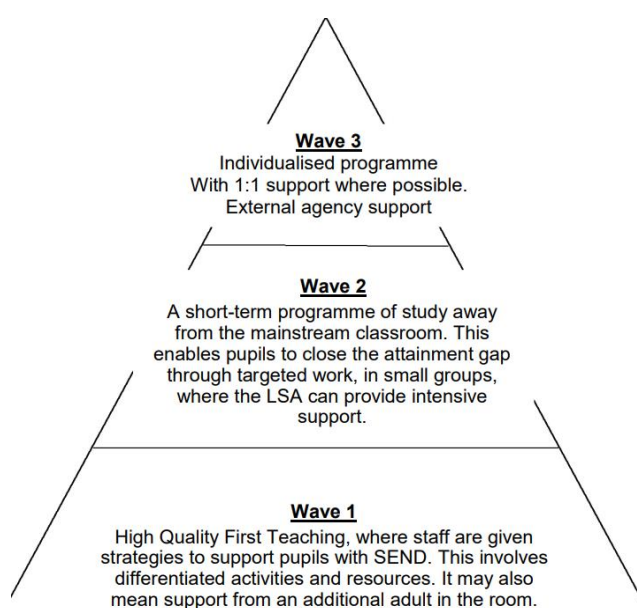 Wave 3
Individualised programme
With 1:1 support where possible.
External agency support
Wave 2
A short-term programme of study away
from the mainstream classroom. This
enables pupils to close the attainment gap
through targeted work, in small groups,
where the LSA can provide intensive
support.
Wave 1
High Quality First Teaching, where staff are given
strategies to support pupils with SEND. This involves
differentiated activities and resources. It may also
mean support from an additional adult in the room.